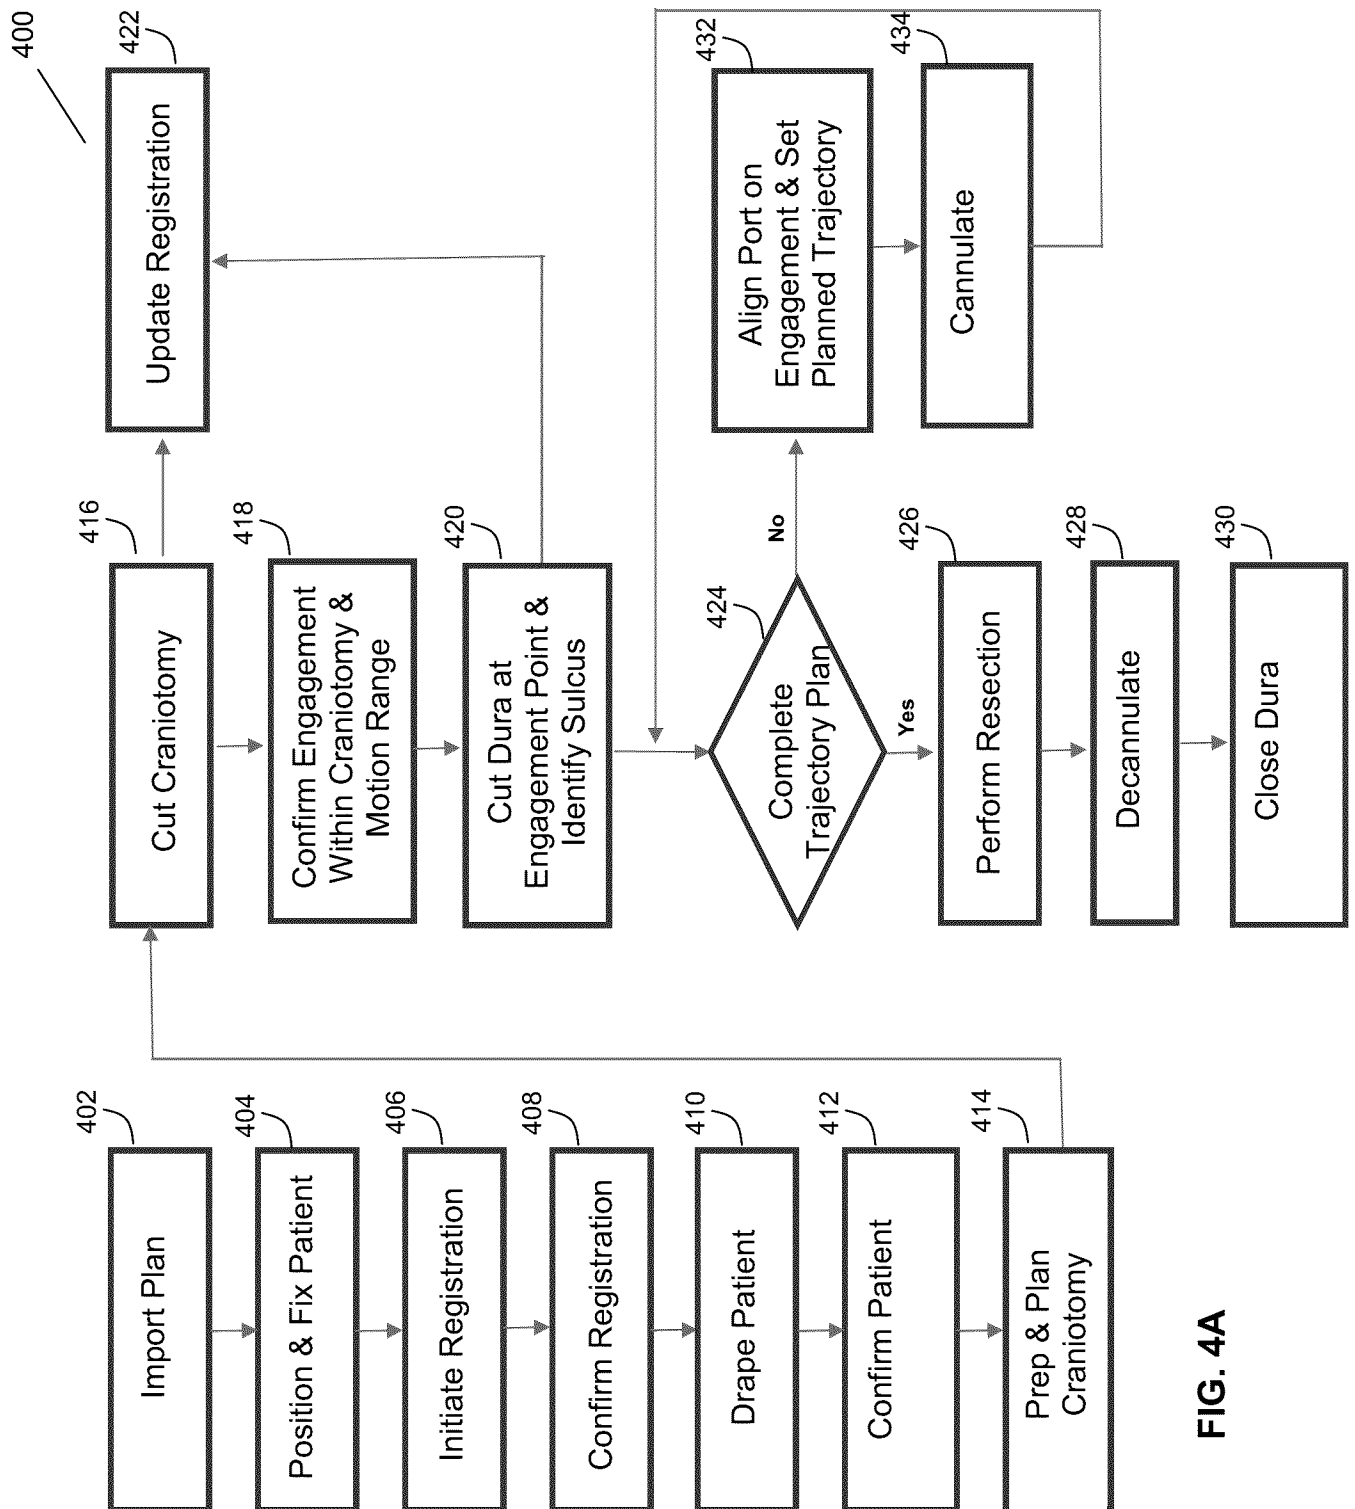 400
402
Import Plan
404
Position & Fix Patient
406
Initiate Registration
408
Confirm Registration
410
Drape Patient
412
Confirm Patient
414
Prep & Plan
Craniotomy
416
Cut Craniotomy
418
Confirm Engagement
Within Craniotomy &
Motion Range
420
Cut Dura at
Engagement Point &
Identify Sulcus
422
Update Registration
424
Complete
Trajectory Plan
No
Yes
426
Perform Resection
428
Decannulate
430
Close Dura
432
Align Port on
Engagement & Set
Planned Trajectory
434
Cannulate
FIG. 4A